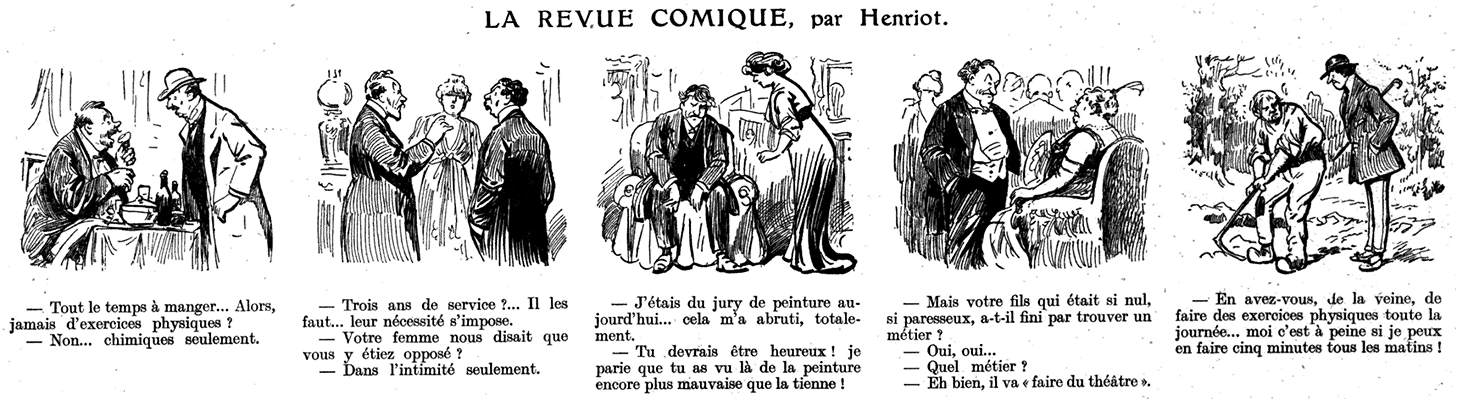 LA REVUE COMIQUE, par Henriot.
— Tout le temps à manger... Alors,
jamais d'exercices physiques ?
— Non... chimiques seulement.
— Trois ans de service ?... Il les
faut... leur nécessité s'impose.
— Votre femme nous disait que
vous y étiez opposé ?
— Dans l'intimité seulement.
— J'étais du jury de peinture au-
jourd'hui... cela m'a abruti, totale-
ment.
— Tu devrais être heureux ! je
parie que tu as vu là de la peinture
encore plus mauvaise que la tienne !
— Mais votre fils qui était si nul,
si paresseux, a-t-il fini par trouver un
métier ?
— Oui, oui...
— Quel métier ?
— Eh bien, il va « faire du théâtre ».
— En avez-vous, de la veine, de
faire des exercices physiques toute la
journée... moi c'est à peine si je peux
en faire cinq minutes tous les matins !